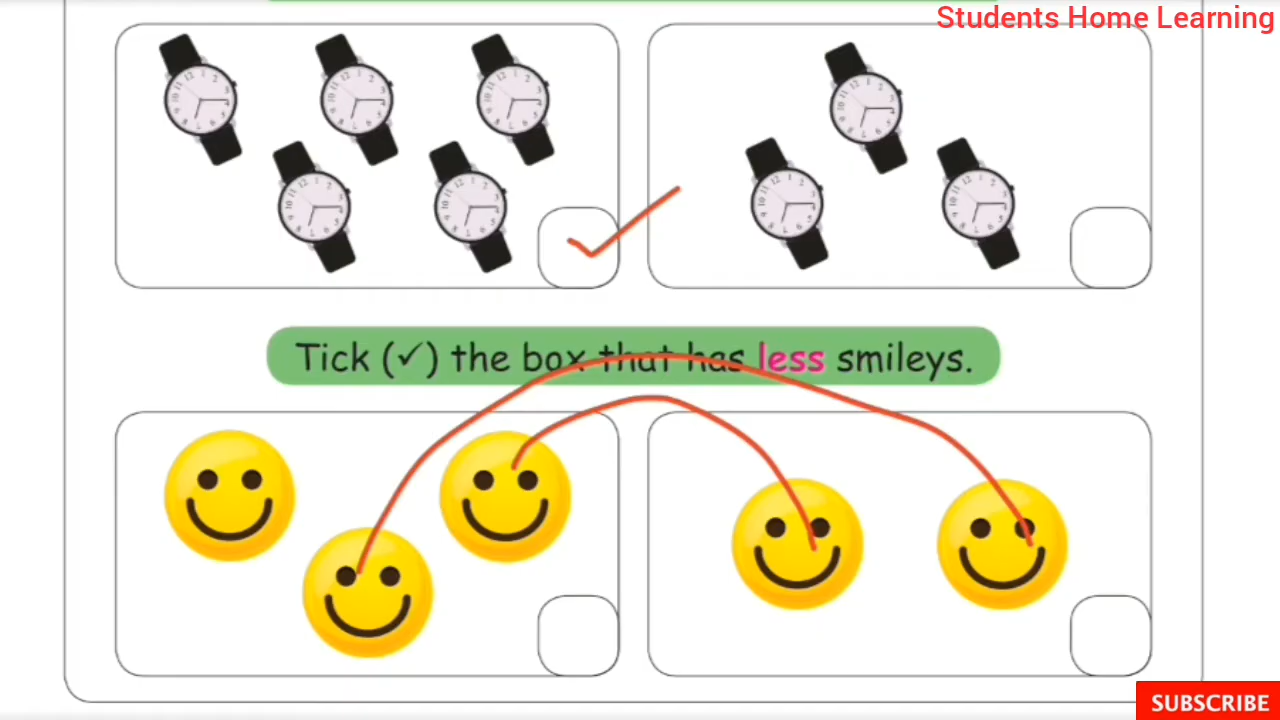 Students Home Learning
Tick (✓) the box that has less smileys.
SUBSCRIBE